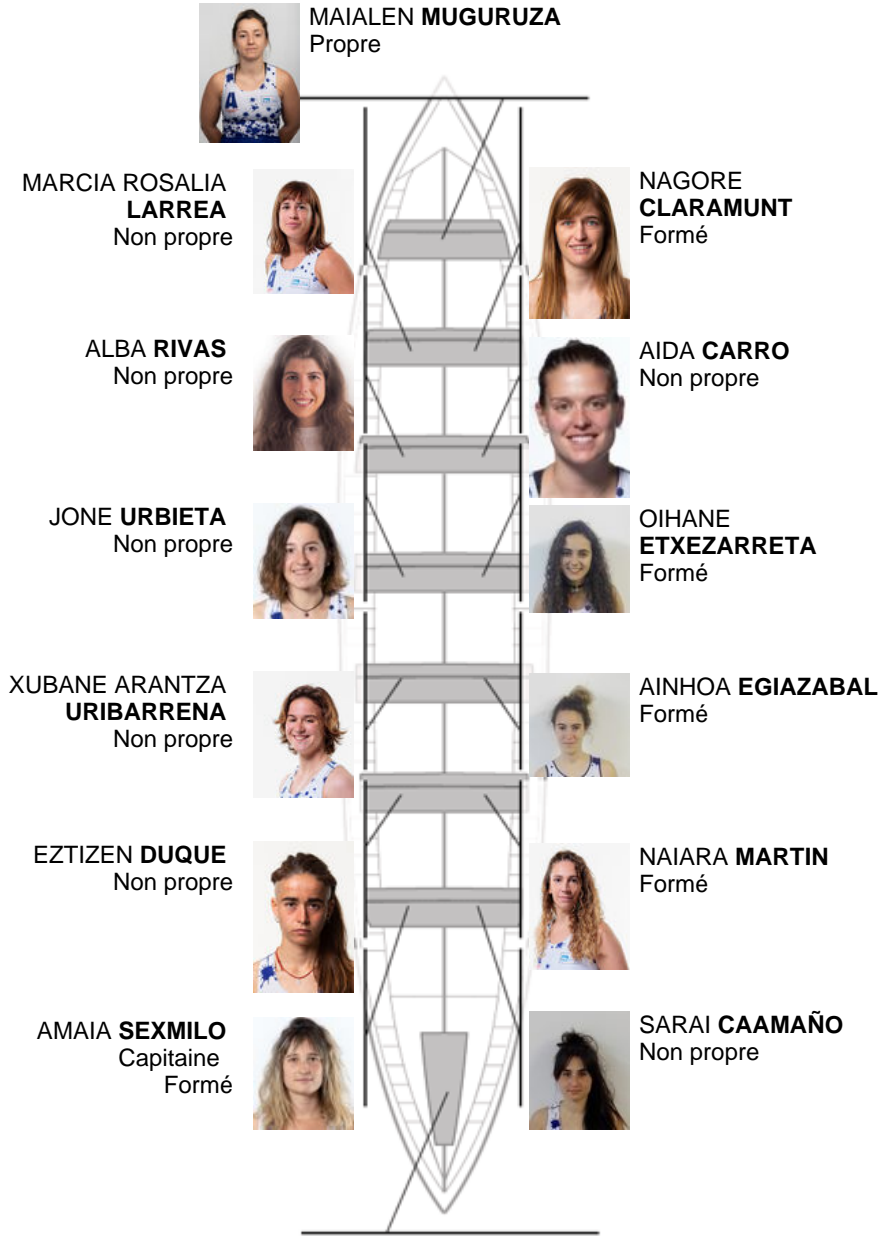 MAIALEN MUGURUZA
Propre
MARCIA ROSALIA
LARREA
Non propre
NAGORE
CLARAMUNT
Formé
ALBA RIVAS
Non propre
AIDA CARRO
Non propre
JONE URBIETA
Non propre
OIHANE
ETXEZARRETA
Formé
XUBANE ARANTZA
URIBARRENA
Non propre
AINHOA EGIAZABAL
Formé
EZTIZEN DUQUE
Non propre
NAIARA MARTIN
Formé
AMAIA SEXMILO
Capitaine
Formé
SARAI CAAMAÑO
Non propre